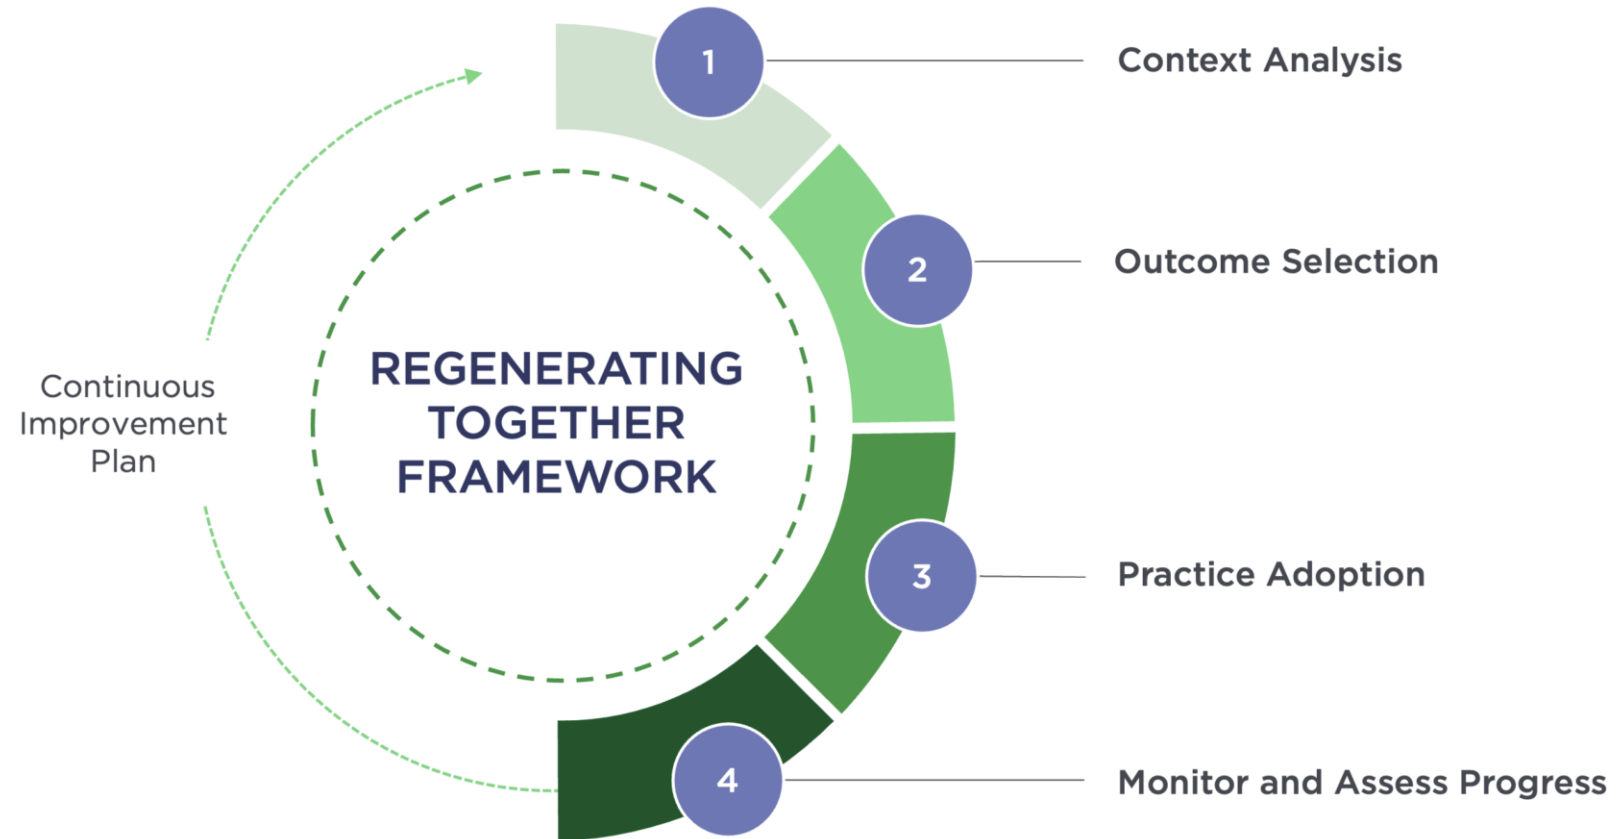 1
Context Analysis
2
Outcome Selection
REGENERATING
TOGETHER
FRAMEWORK
Continuous
Improvement
Plan
3
Practice Adoption
4
Monitor and Assess Progress